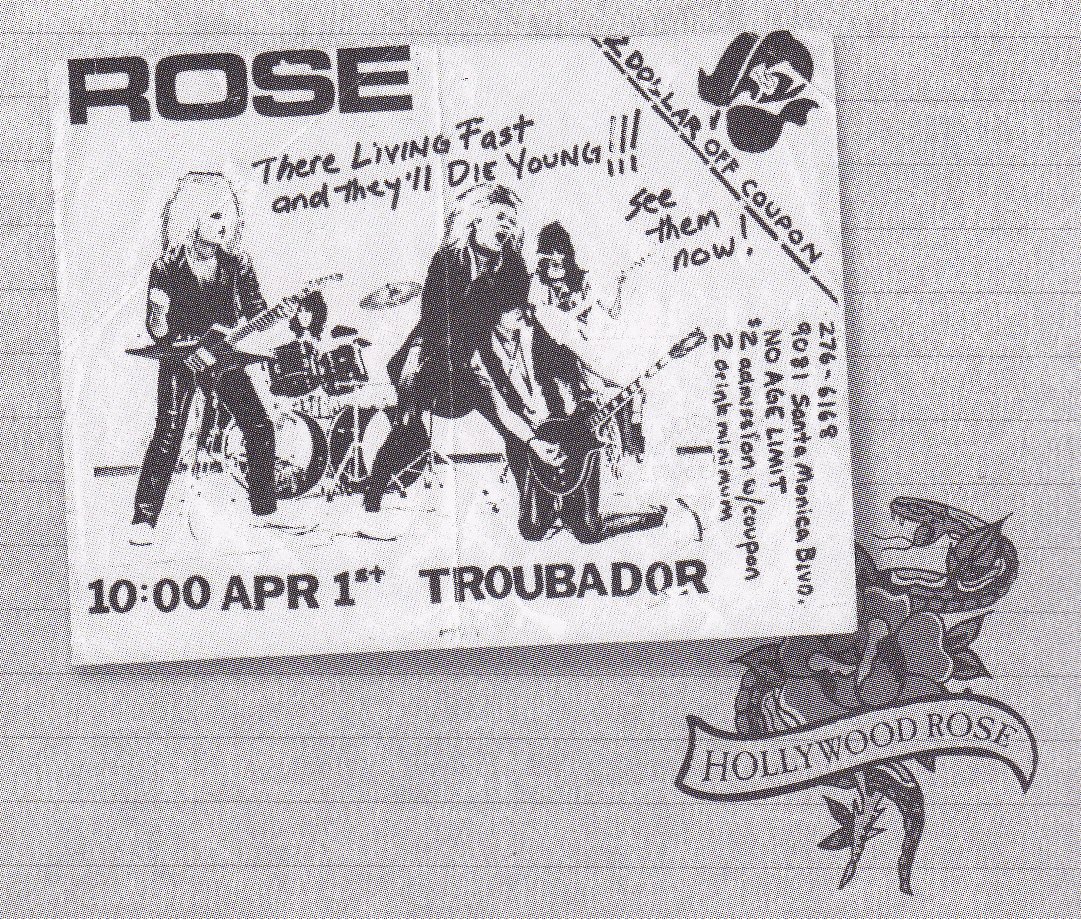 ROSE
There LiVING Fast
and they'll DIE YOUNG!!!
2 DOLLAR OFF COUPON
See
them
now!
276-6168
9081 Santa Monica BLVD.
NO AGE LIMIT
$2 admission w/coupon
2 drink minimum
10:00 APR 1st TROUBADOR
HOLLYWOOD ROSE